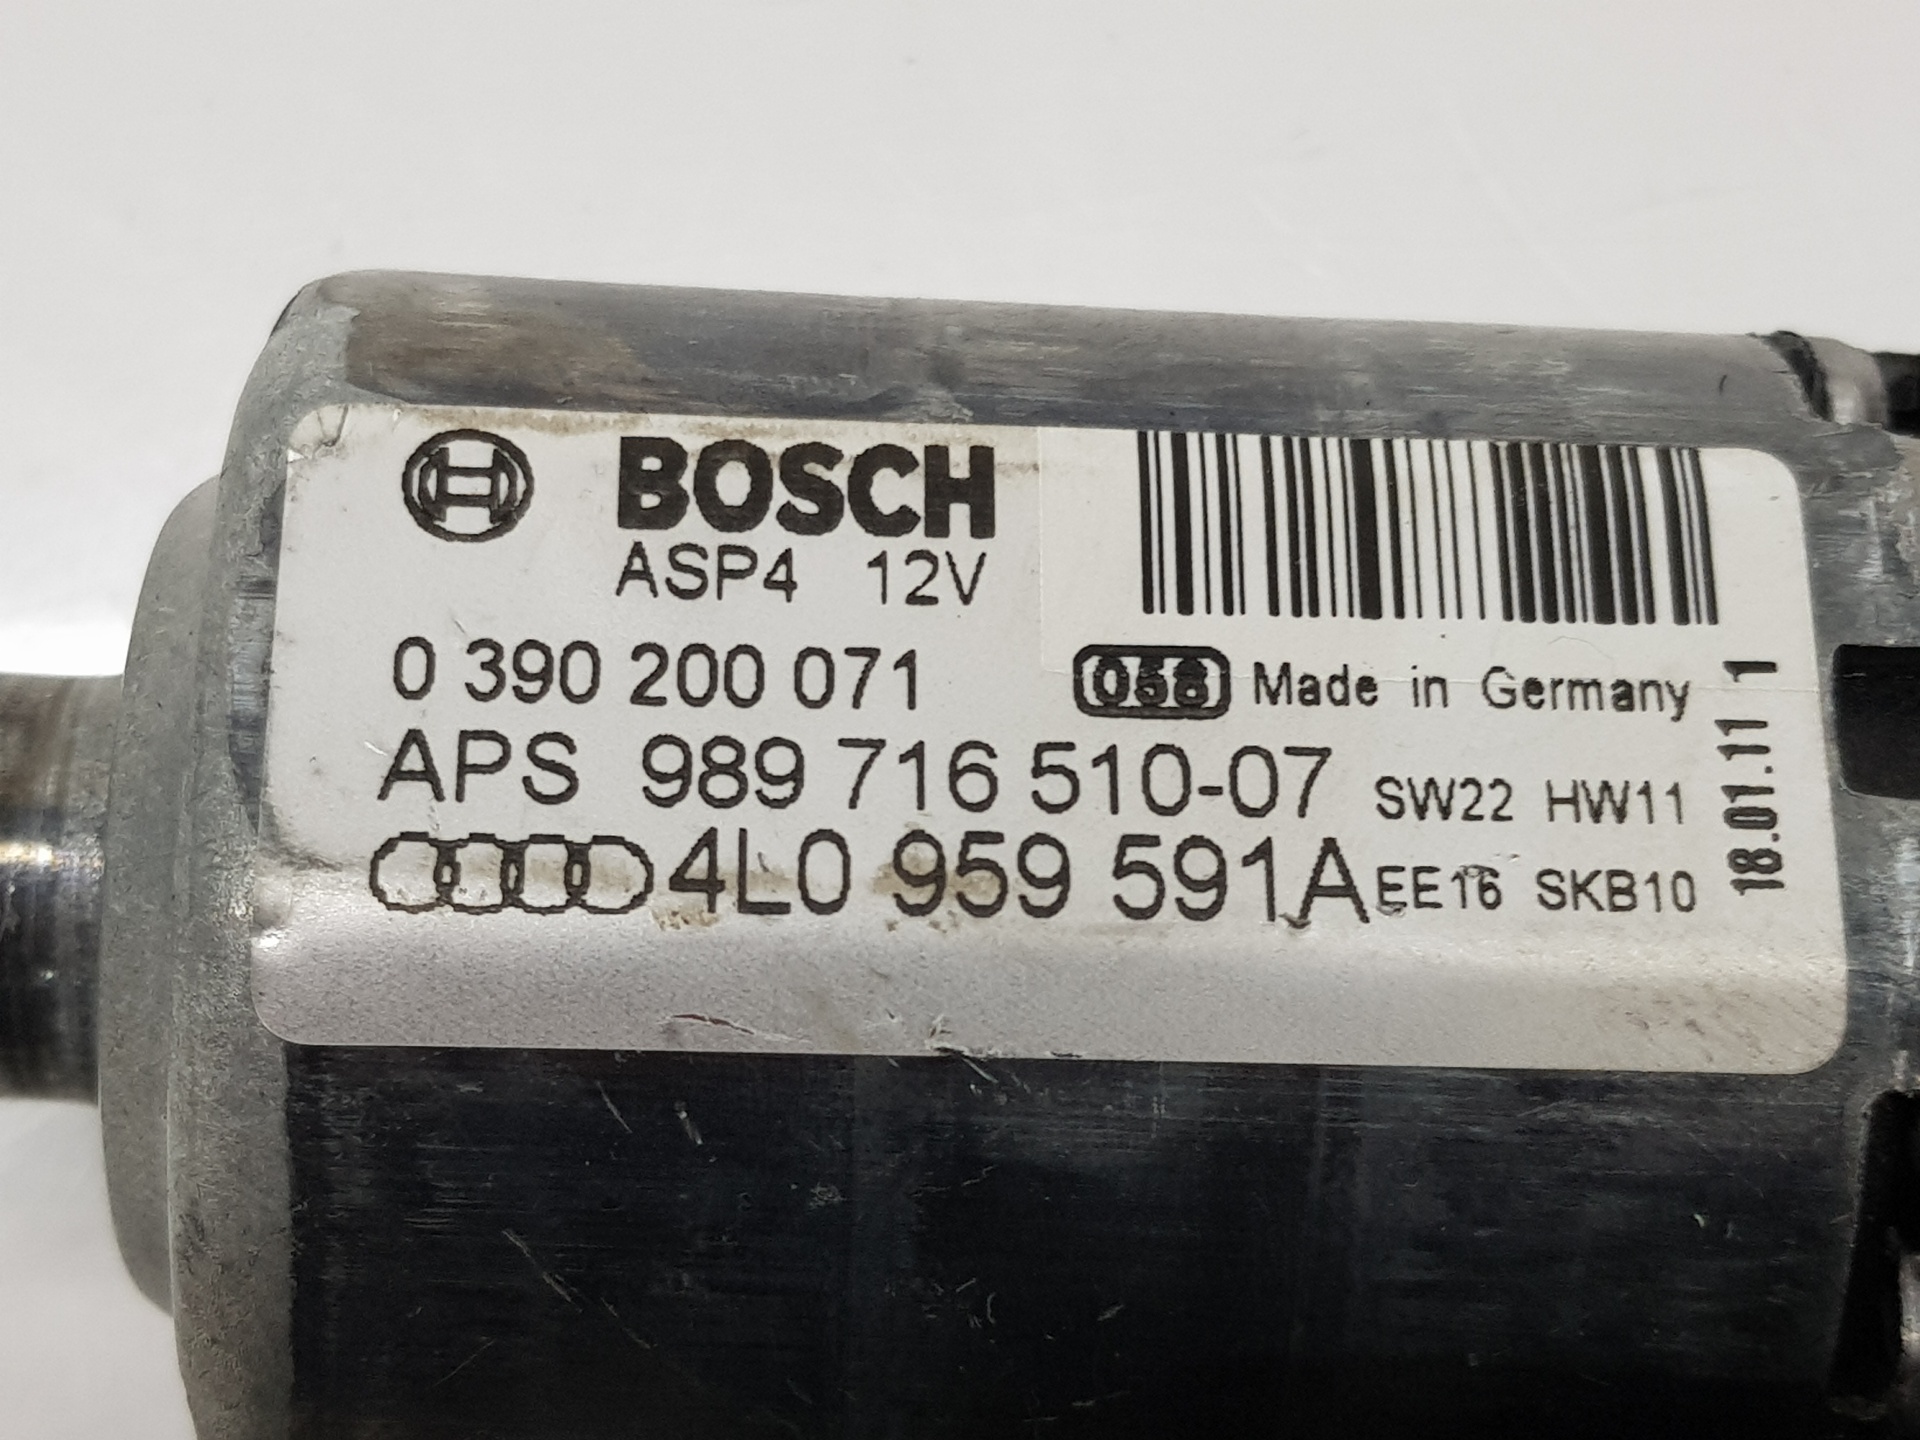 BOSCH
ASP4 12V
0 390 200 071
058 Made in Germany
APS 989 716 510-07 SW22 HW11
4L0 959 591A EE16 SKB10
18.01.11 1